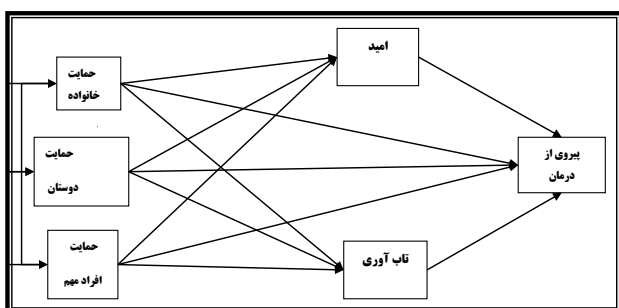 امید
حمایت
خانواده
حمایت
دوستان
پیروی از
درمان
حمایت
افراد مهم
تاب آوری